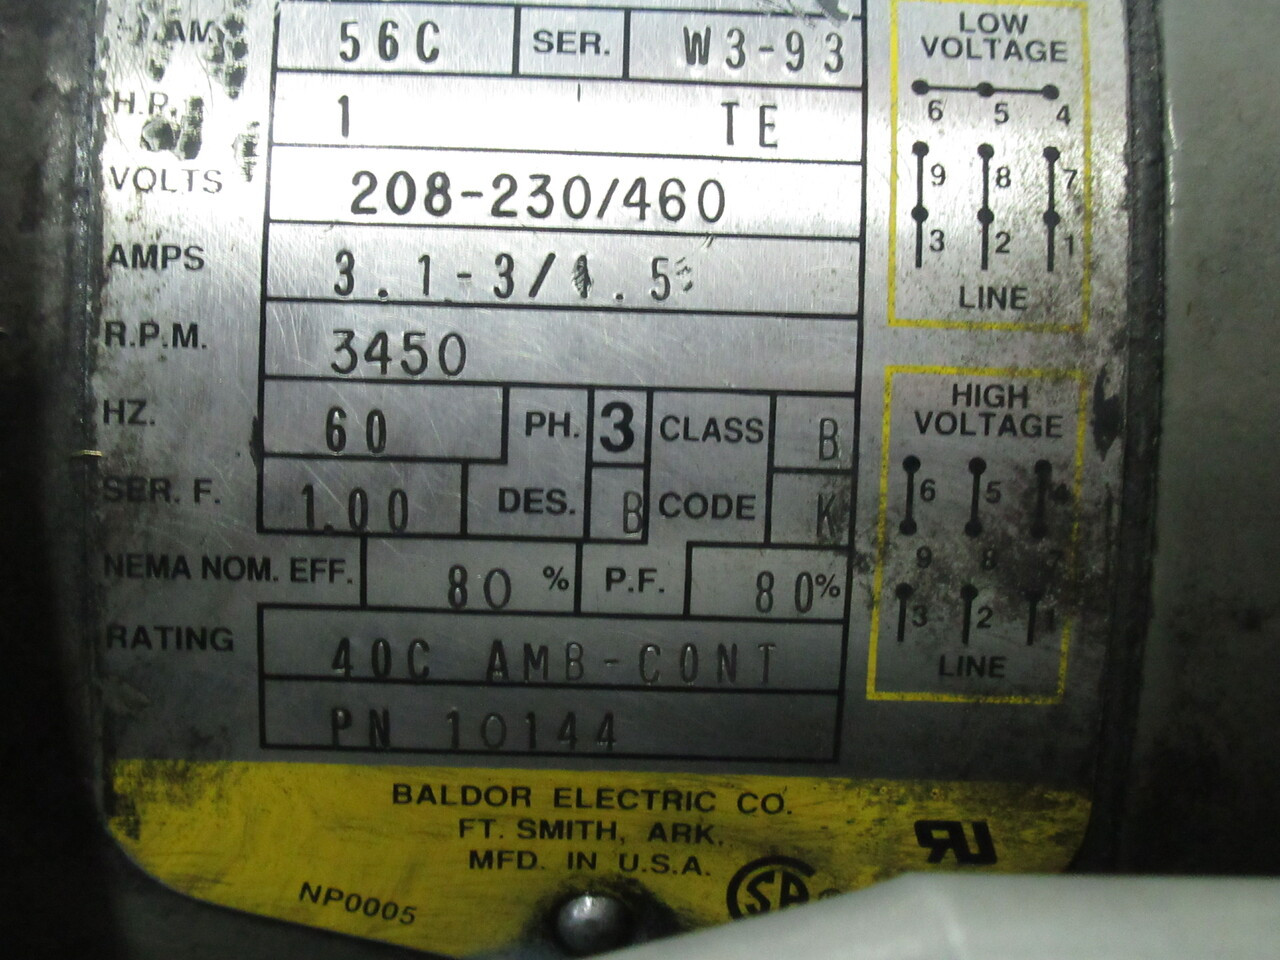 AM. 56C SER. W3-93
H.P. 1 TE
VOLTS 208-230/460
AMPS 3.1-3/1.5
R.P.M. 3450
HZ. 60 PH. 3 CLASS B
SER. F. 1.00 DES. B CODE K
NEMA NOM. EFF. 80 % P.F. 80%
RATING 40C AMB-CONT
PN 10144
LOW
VOLTAGE
6 5 4
9 8 7
3 2 1
LINE
HIGH
VOLTAGE
6 5 4
9 8 7
3 2 1
LINE
BALDOR ELECTRIC CO.
FT. SMITH, ARK.
MFD. IN U.S.A.
NP0005